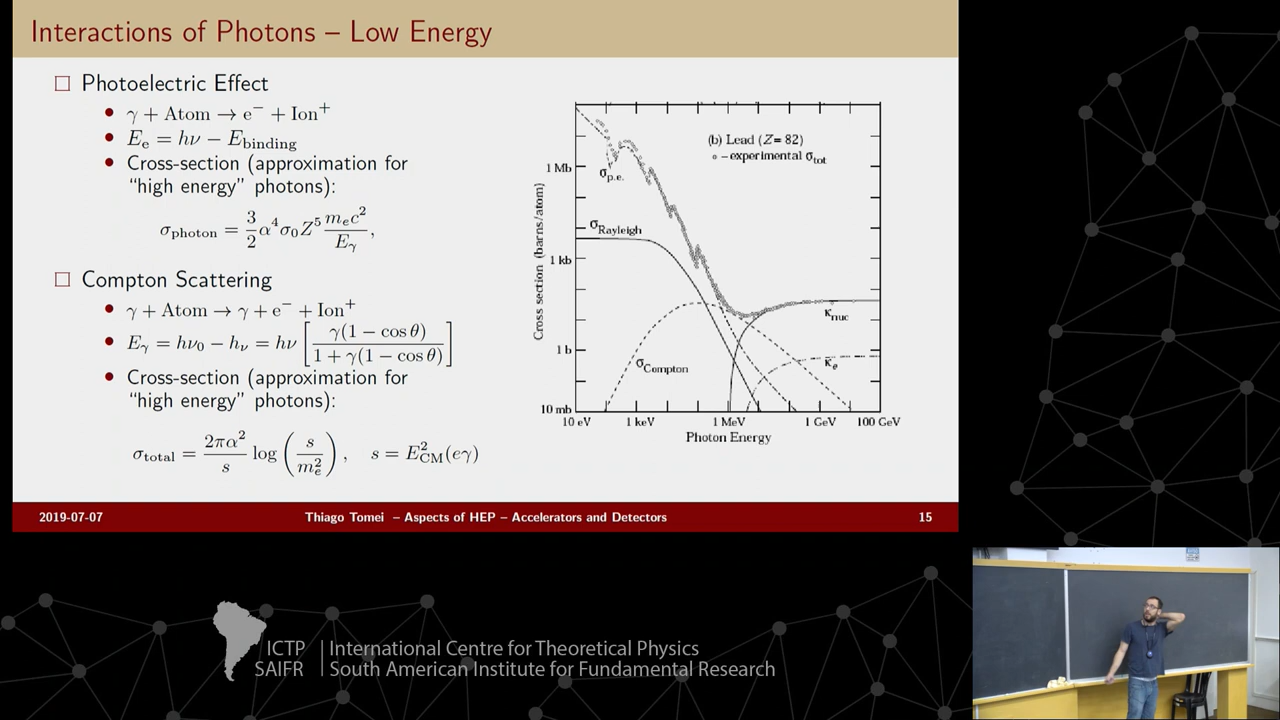 Interactions of Photons – Low Energy
Photoelectric Effect
γ + Atom → e⁻ + Ion⁺
E_e = hν − E_binding
Cross-section (approximation for
“high energy” photons):
σ_photon = 3/2 α⁴σ₀Z⁵ m_e c²/E_γ,
Compton Scattering
γ + Atom → γ + e⁻ + Ion⁺
E_γ = hν₀ − h_ν = hν [γ(1 − cos θ) / 1 + γ(1 − cos θ)]
Cross-section (approximation for
“high energy” photons):
σ_total = 2πα²/s log (s/m_e²), s = E²_CM(eγ)
(b) Lead (Z = 82)
∘ – experimental σ_tot
σ_p.e.
σ_Rayleigh
σ_Compton
κ_nuc
κ_e
Cross section (barns/atom)
1 Mb
1 kb
1 b
10 mb
10 eV 1 keV 1 MeV 1 GeV 100 GeV
Photon Energy
2019-07-07 Thiago Tomei – Aspects of HEP – Accelerators and Detectors 15
ICTP | International Centre for Theoretical Physics
SAIFR | South American Institute for Fundamental Research